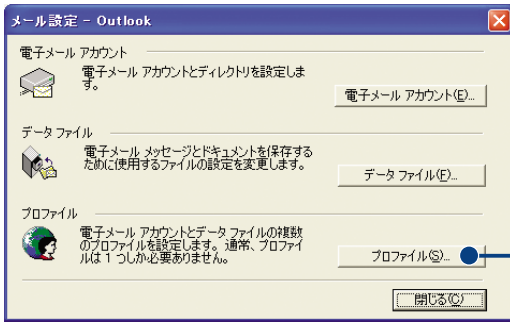 メール設定 - Outlook
電子メール アカウント
電子メール アカウントとディレクトリを設定しま
す。
電子メール アカウント(E)...
データ ファイル
電子メール メッセージとドキュメントを保存する
ために使用するファイルの設定を変更します。
データ ファイル(F)...
プロファイル
電子メール アカウントとデータ ファイルの複数
のプロファイルを設定します。通常、プロファイ
ルは 1 つしか必要ありません。
プロファイル(S)...
閉じる(C)